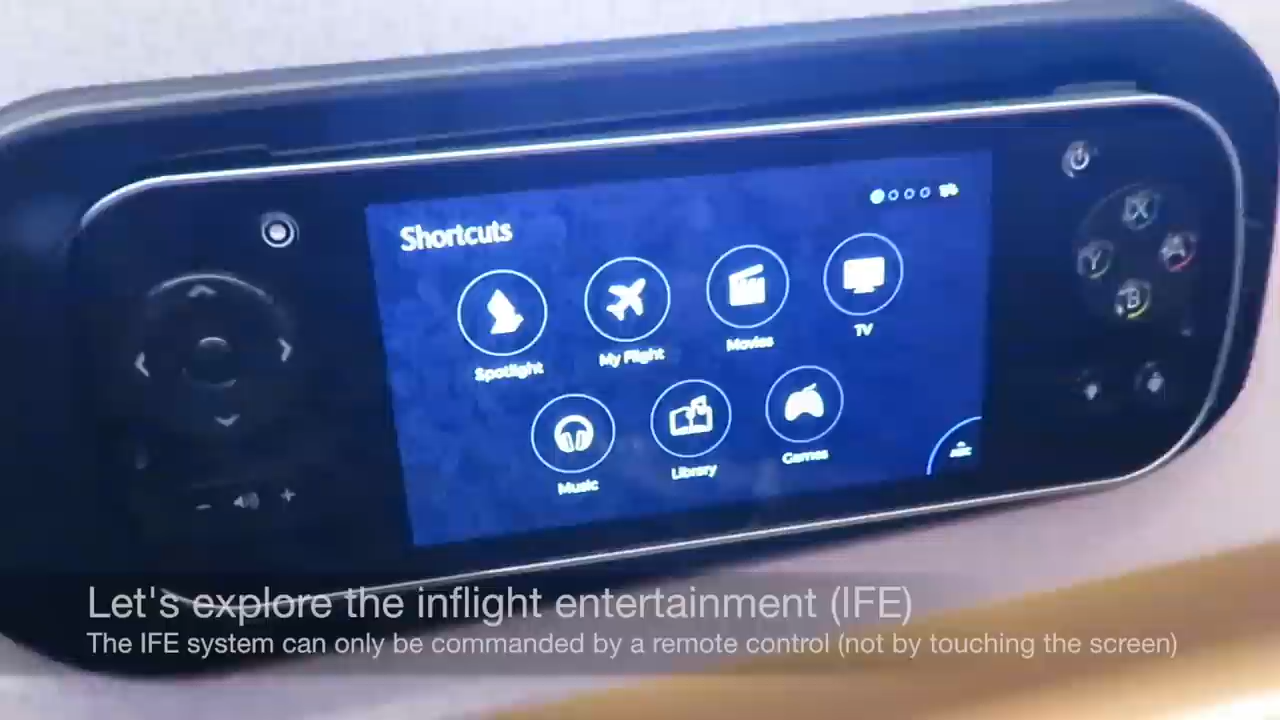 Shortcuts
Spotlight
My Flight
Movies
TV
Music
Library
Games
X
Y
A
B
- +
Let's explore the inflight entertainment (IFE)
The IFE system can only be commanded by a remote control (not by touching the screen)